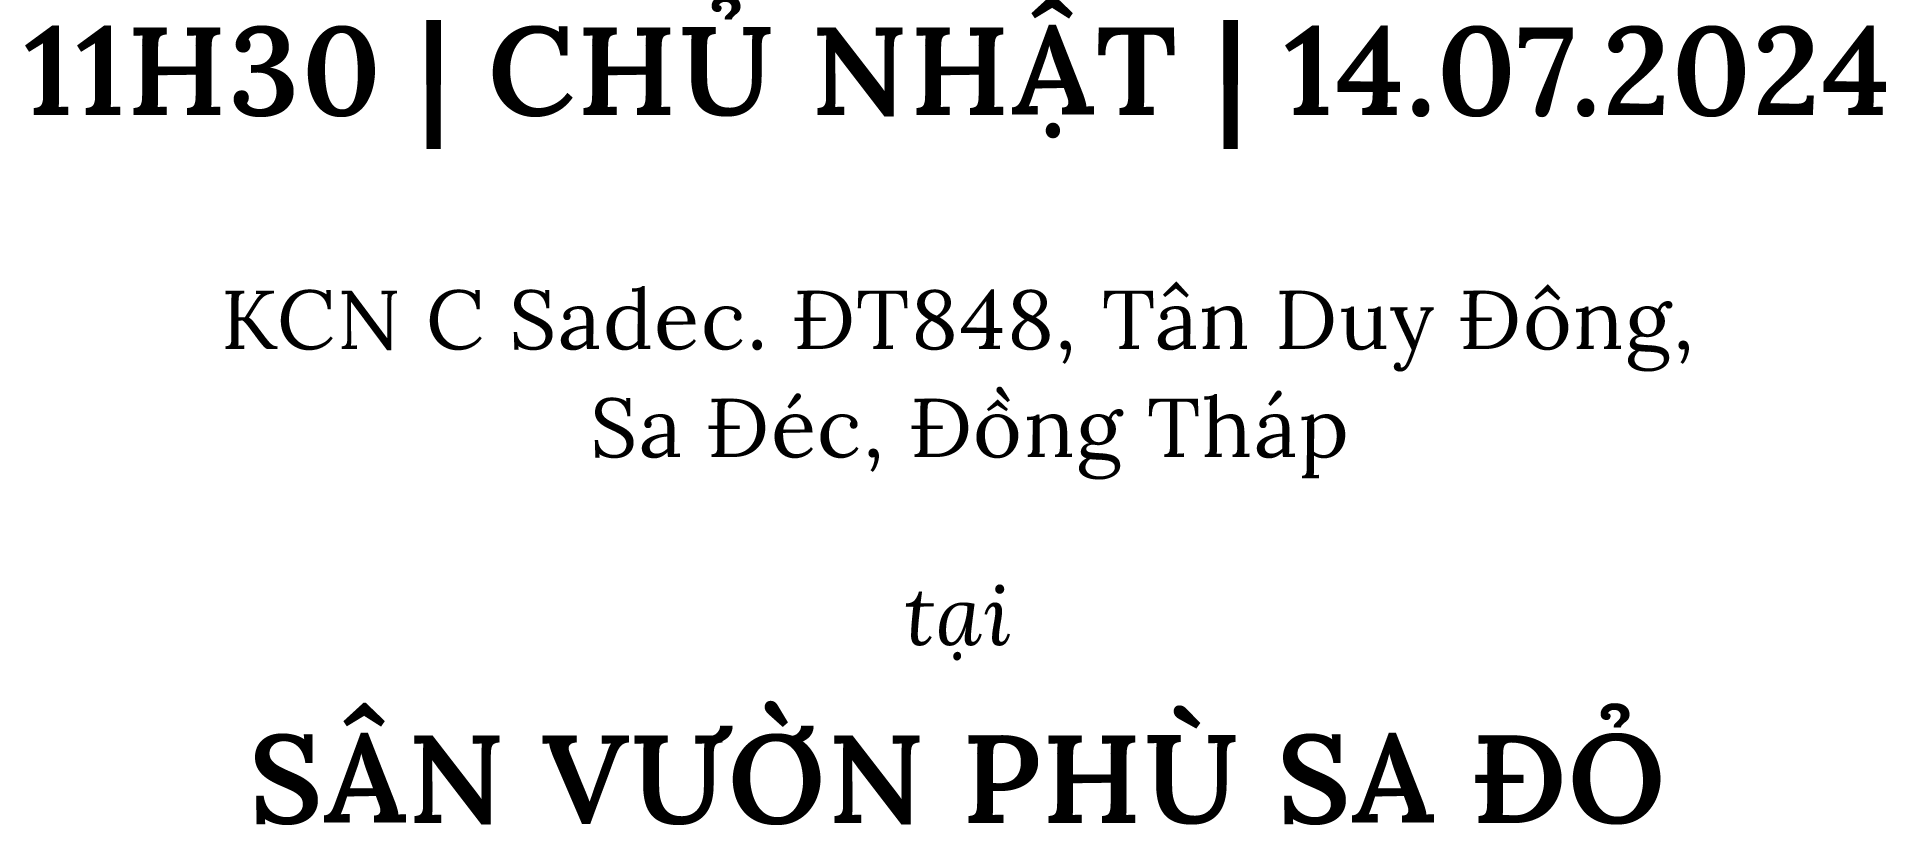 11H30 | CHỦ NHẬT | 14.07.2024
KCN C Sadec. ĐT848, Tân Duy Đông,
Sa Đéc, Đồng Tháp
tại
SÂN VƯỜN PHÙ SA ĐỎ